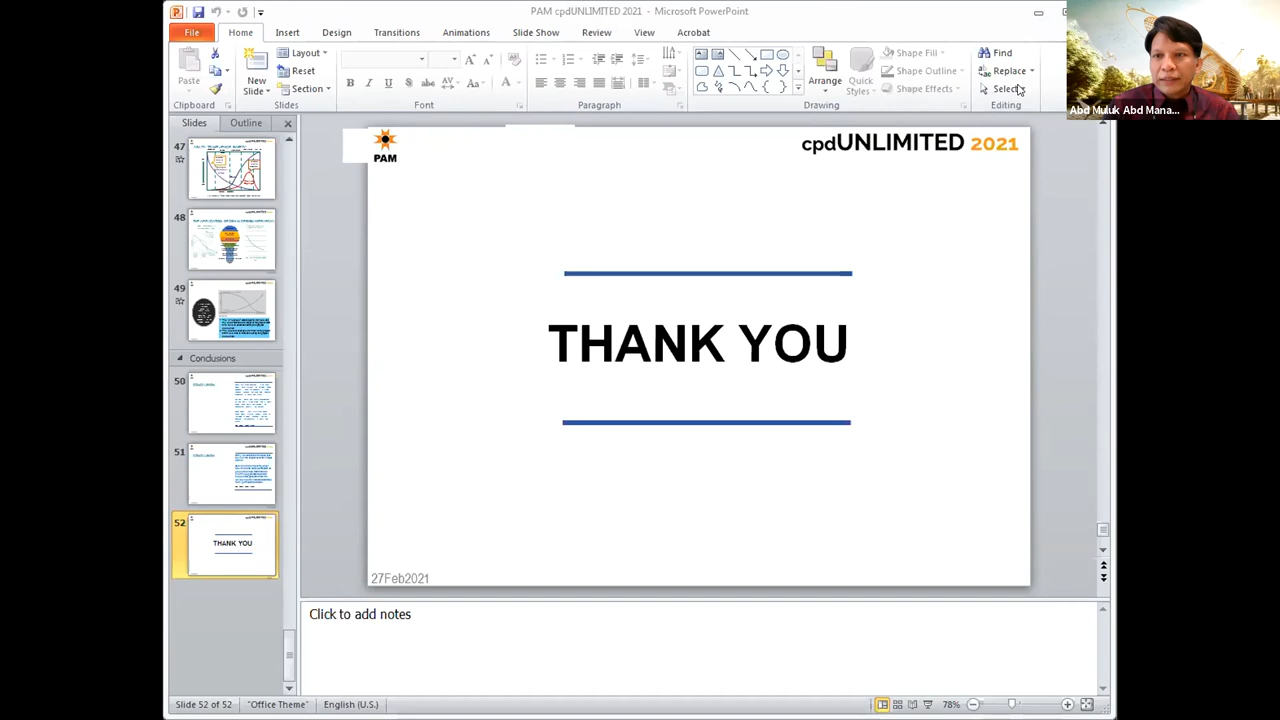 PAM cpdUNLIMITED 2021 - Microsoft PowerPoint
File Home Insert Design Transitions Animations Slide Show Review View Acrobat
Paste
New
Slide
Layout
Reset
Section
B I U S abc AV Aa A
Arrange
Quick
Styles
Shape Fill
Shape Outline
Shape Effects
Find
Replace
Select
Clipboard Slides Font Paragraph Drawing Editing
Abd Muluk Abd Mana...
Slides Outline
47
48
49
Conclusions
50
51
52
THANK YOU
PAM
cpdUNLIMITED 2021
THANK YOU
27Feb2021
Click to add notes
Slide 52 of 52 "Office Theme" English (U.S.) 78%